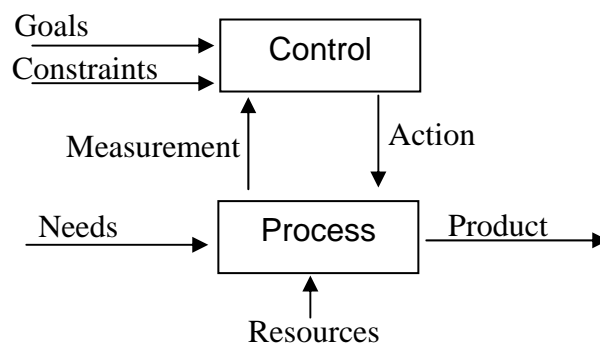 Goals
Control
Constraints
Measurement
Action
Needs
Process
Product
Resources